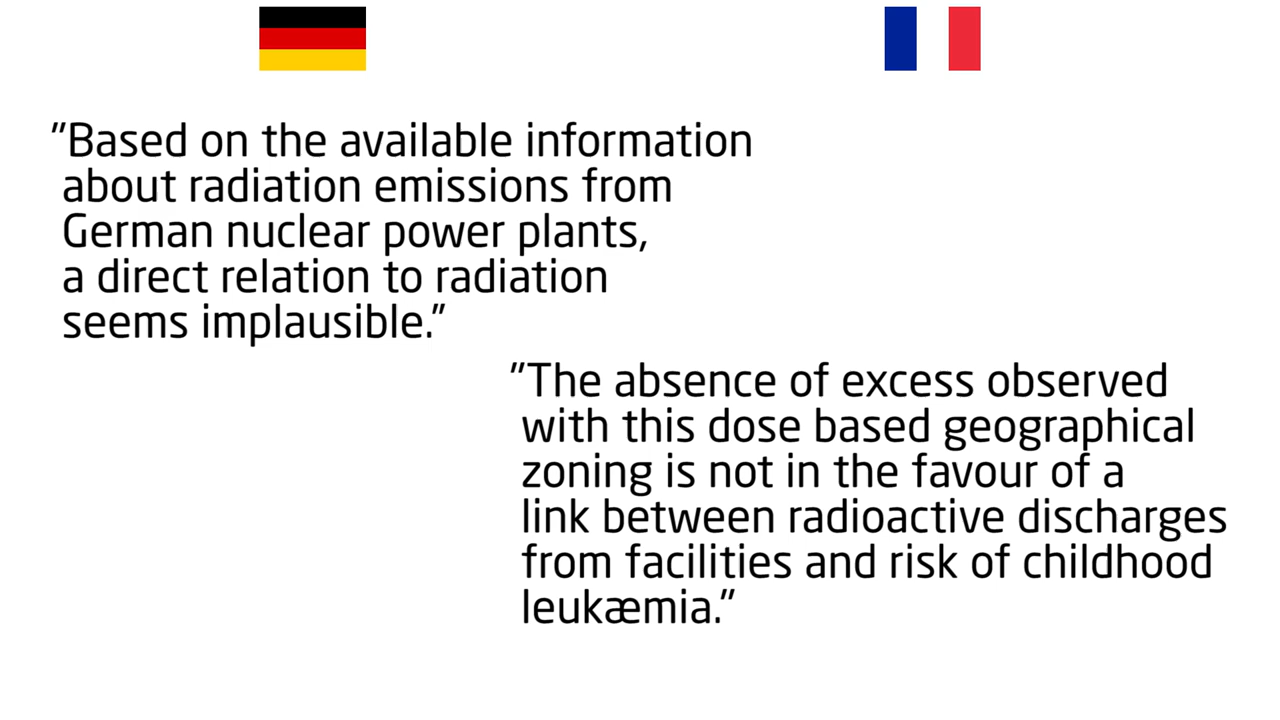 "Based on the available information
about radiation emissions from
German nuclear power plants,
a direct relation to radiation
seems implausible."
"The absence of excess observed
with this dose based geographical
zoning is not in the favour of a
link between radioactive discharges
from facilities and risk of childhood
leukæmia."